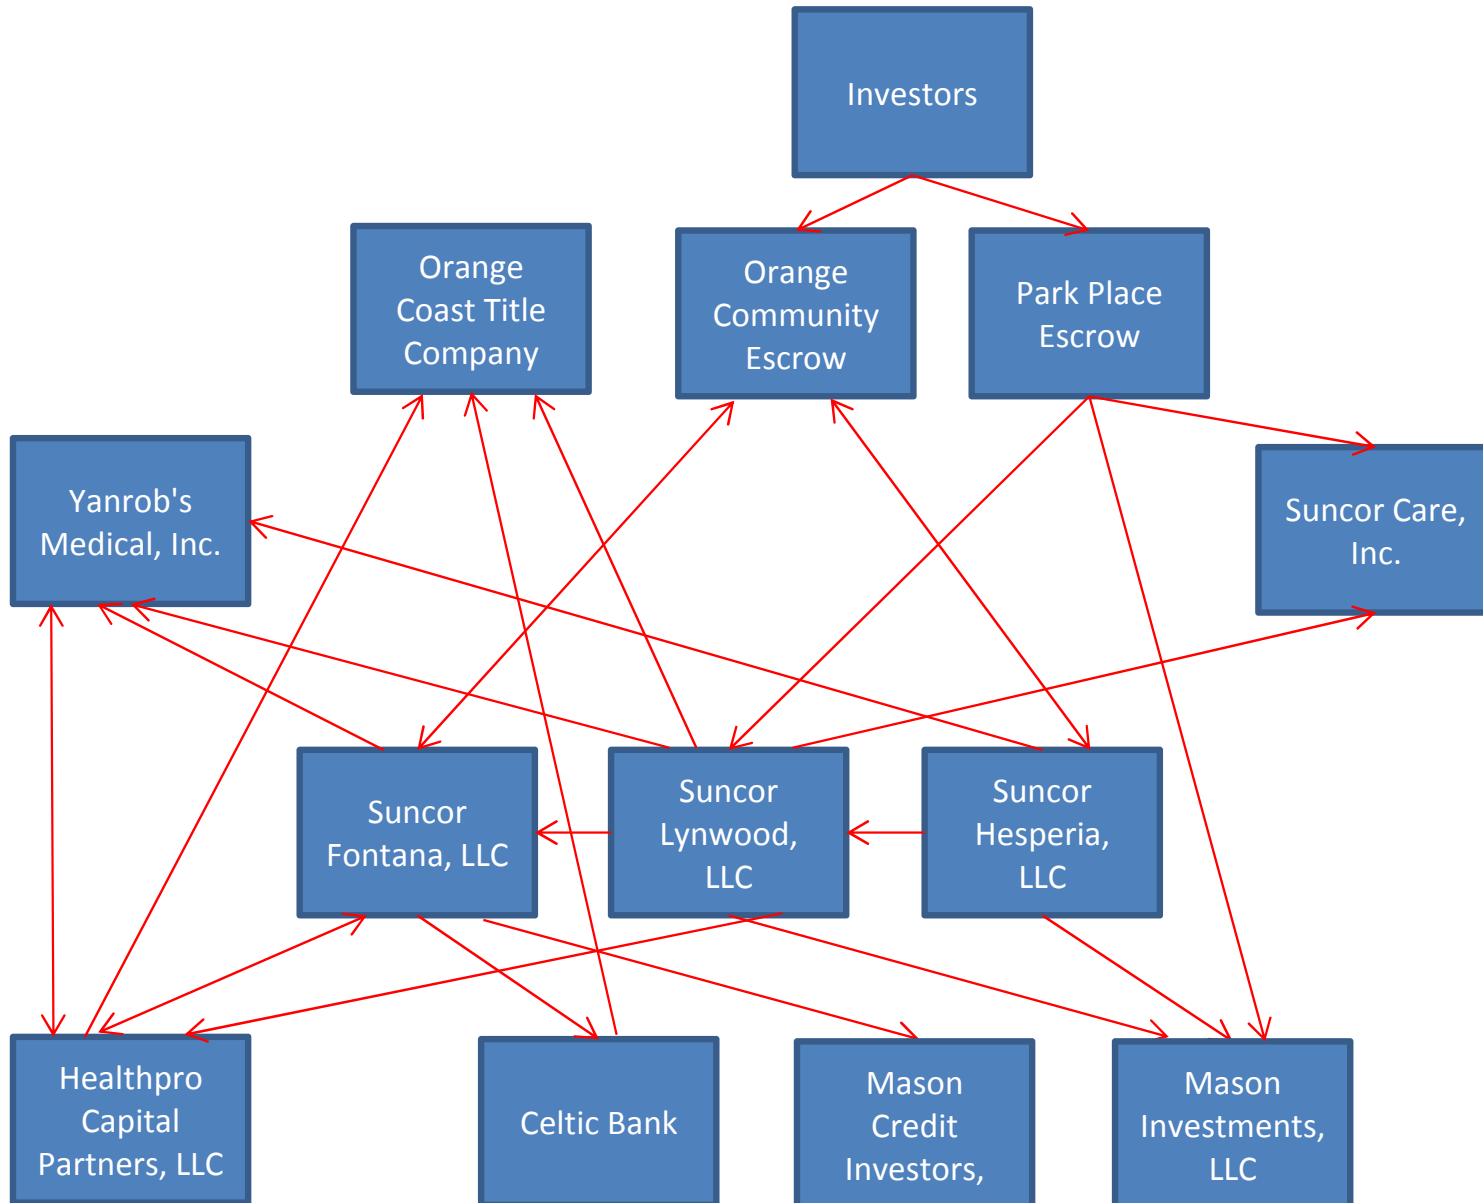 Investors
Orange
Coast Title
Company
Orange
Community
Escrow
Park Place
Escrow
Yanrob's
Medical, Inc.
Suncor Care,
Inc.
Suncor
Fontana, LLC
Suncor
Lynwood,
LLC
Suncor
Hesperia,
LLC
Healthpro
Capital
Partners, LLC
Celtic Bank
Mason
Credit
Investors,
Mason
Investments,
LLC